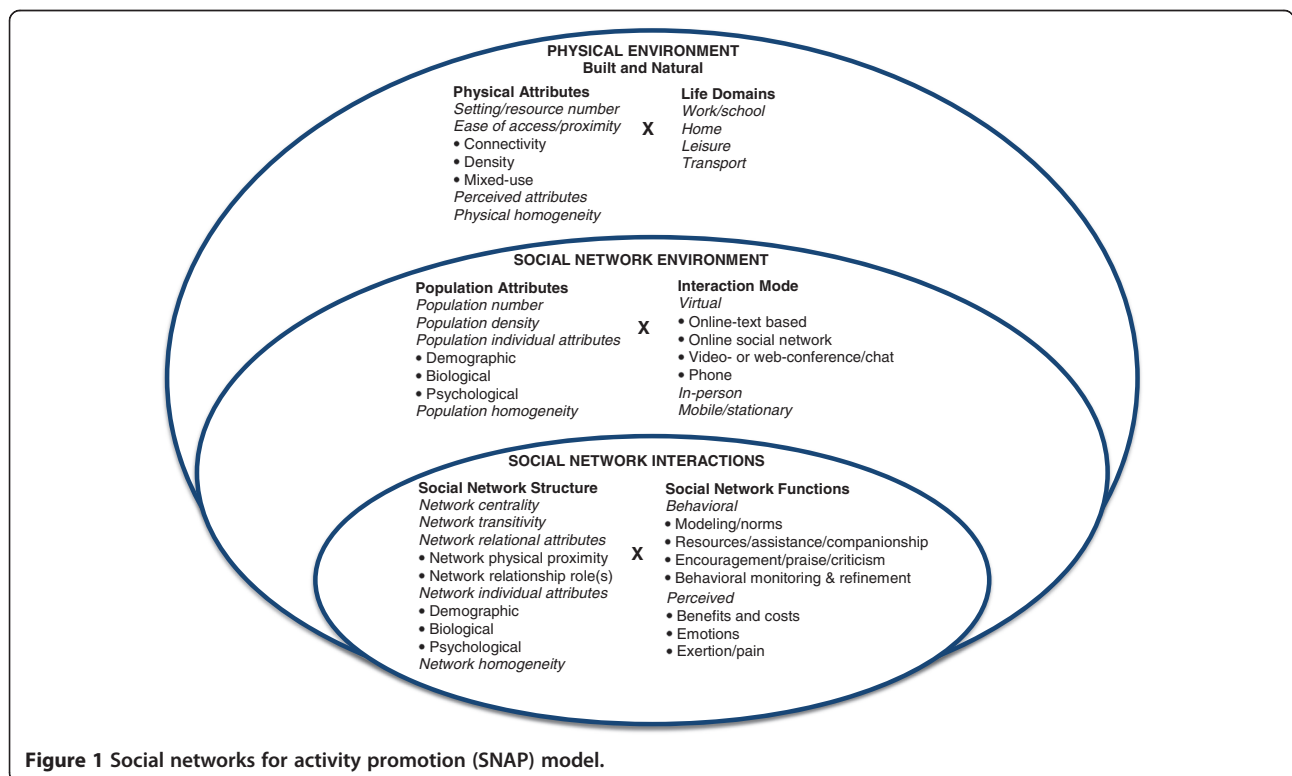 PHYSICAL ENVIRONMENT
Built and Natural
Physical Attributes
Setting/resource number
Ease of access/proximity
• Connectivity
• Density
• Mixed-use
Perceived attributes
Physical homogeneity
X
Life Domains
Work/school
Home
Leisure
Transport
SOCIAL NETWORK ENVIRONMENT
Population Attributes
Population number
Population density
Population individual attributes
• Demographic
• Biological
• Psychological
Population homogeneity
X
Interaction Mode
Virtual
• Online-text based
• Online social network
• Video- or web-conference/chat
• Phone
In-person
Mobile/stationary
SOCIAL NETWORK INTERACTIONS
Social Network Structure
Network centrality
Network transitivity
Network relational attributes
• Network physical proximity
• Network relationship role(s)
Network individual attributes
• Demographic
• Biological
• Psychological
Network homogeneity
X
Social Network Functions
Behavioral
• Modeling/norms
• Resources/assistance/companionship
• Encouragement/praise/criticism
• Behavioral monitoring & refinement
Perceived
• Benefits and costs
• Emotions
• Exertion/pain
Figure 1 Social networks for activity promotion (SNAP) model.